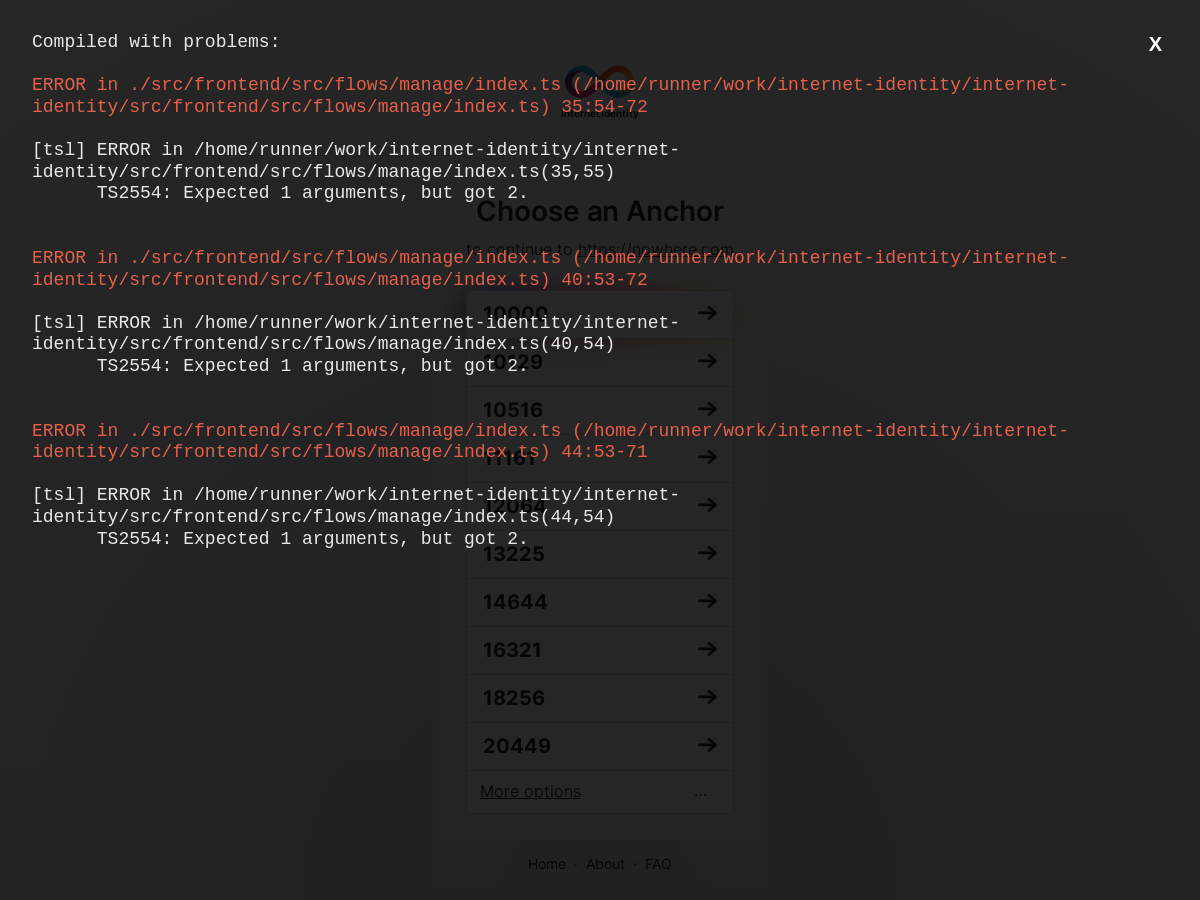 Compiled with problems:
X
ERROR in ./src/frontend/src/flows/manage/index.ts (/home/runner/work/internet-identity/internet-
identity/src/frontend/src/flows/manage/index.ts) 35:54-72
[tsl] ERROR in /home/runner/work/internet-identity/internet-
identity/src/frontend/src/flows/manage/index.ts(35,55)
TS2554: Expected 1 arguments, but got 2.
ERROR in ./src/frontend/src/flows/manage/index.ts (/home/runner/work/internet-identity/internet-
identity/src/frontend/src/flows/manage/index.ts) 40:53-72
[tsl] ERROR in /home/runner/work/internet-identity/internet-
identity/src/frontend/src/flows/manage/index.ts(40,54)
TS2554: Expected 1 arguments, but got 2.
ERROR in ./src/frontend/src/flows/manage/index.ts (/home/runner/work/internet-identity/internet-
identity/src/frontend/src/flows/manage/index.ts) 44:53-71
[tsl] ERROR in /home/runner/work/internet-identity/internet-
identity/src/frontend/src/flows/manage/index.ts(44,54)
TS2554: Expected 1 arguments, but got 2.
Internet Identity
Choose an Anchor
to continue to https://nowhere.com
10000
10129
10516
11161
12064
13225
14644
16321
18256
20449
More options ...
Home · About · FAQ